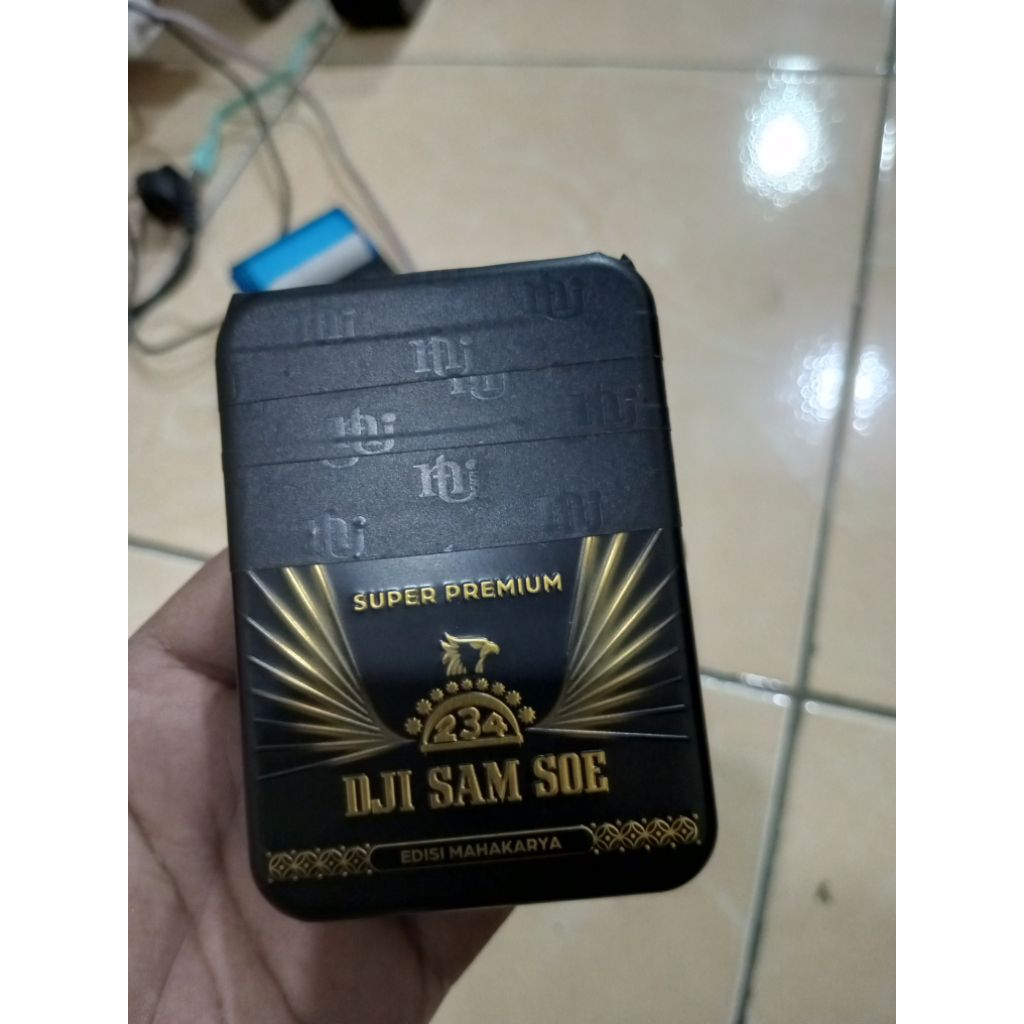 SUPER PREMIUM
234
DJI SAM SOE
EDISI MAHAKARYA